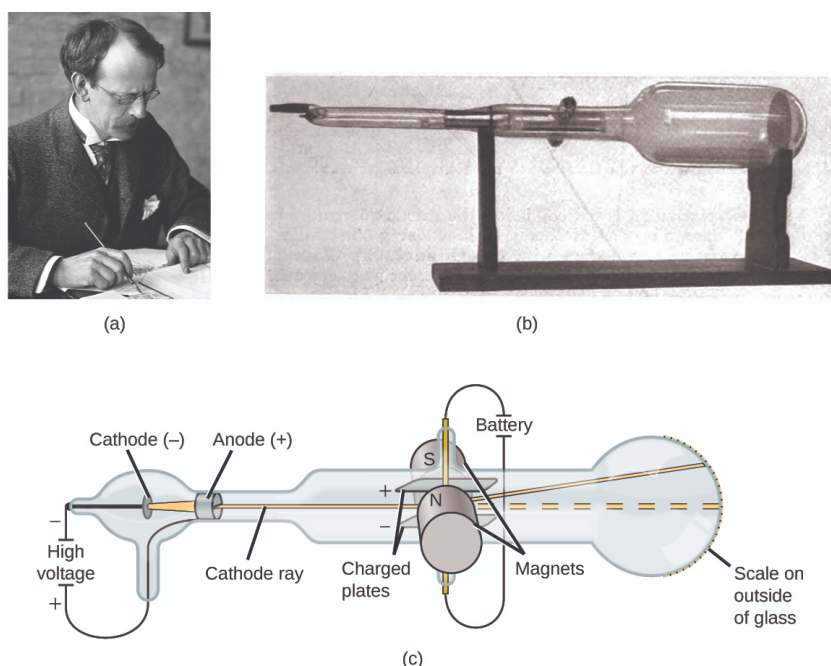 (a)
(b)
Cathode (–)
Anode (+)
Battery
S
+
N
–
–
High
voltage
+
Cathode ray
Charged
plates
Magnets
Scale on
outside
of glass
(c)